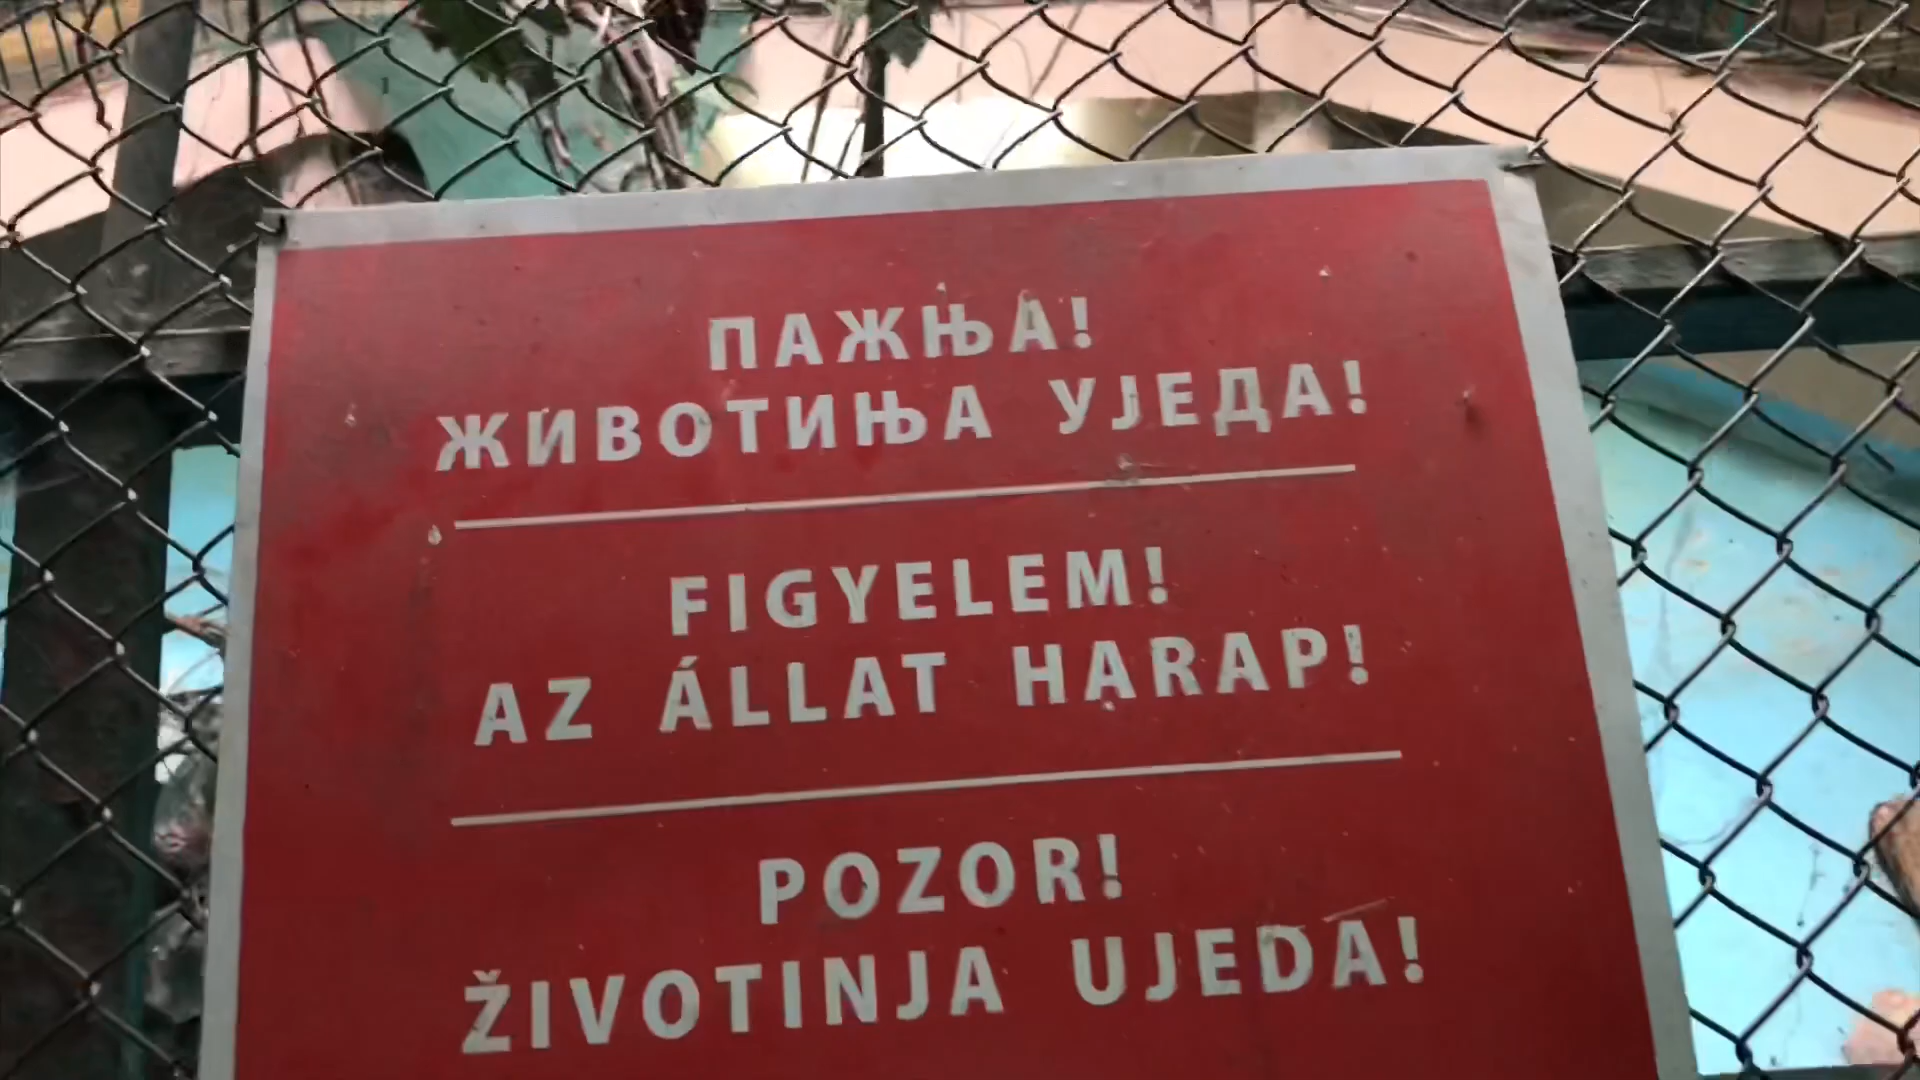 ПАЖЊА!
ЖИВОТИЊА УЈЕДА!
FIGYELEM!
AZ ÁLLAT HARAP!
POZOR!
ŽIVOTINJA UJEDA!